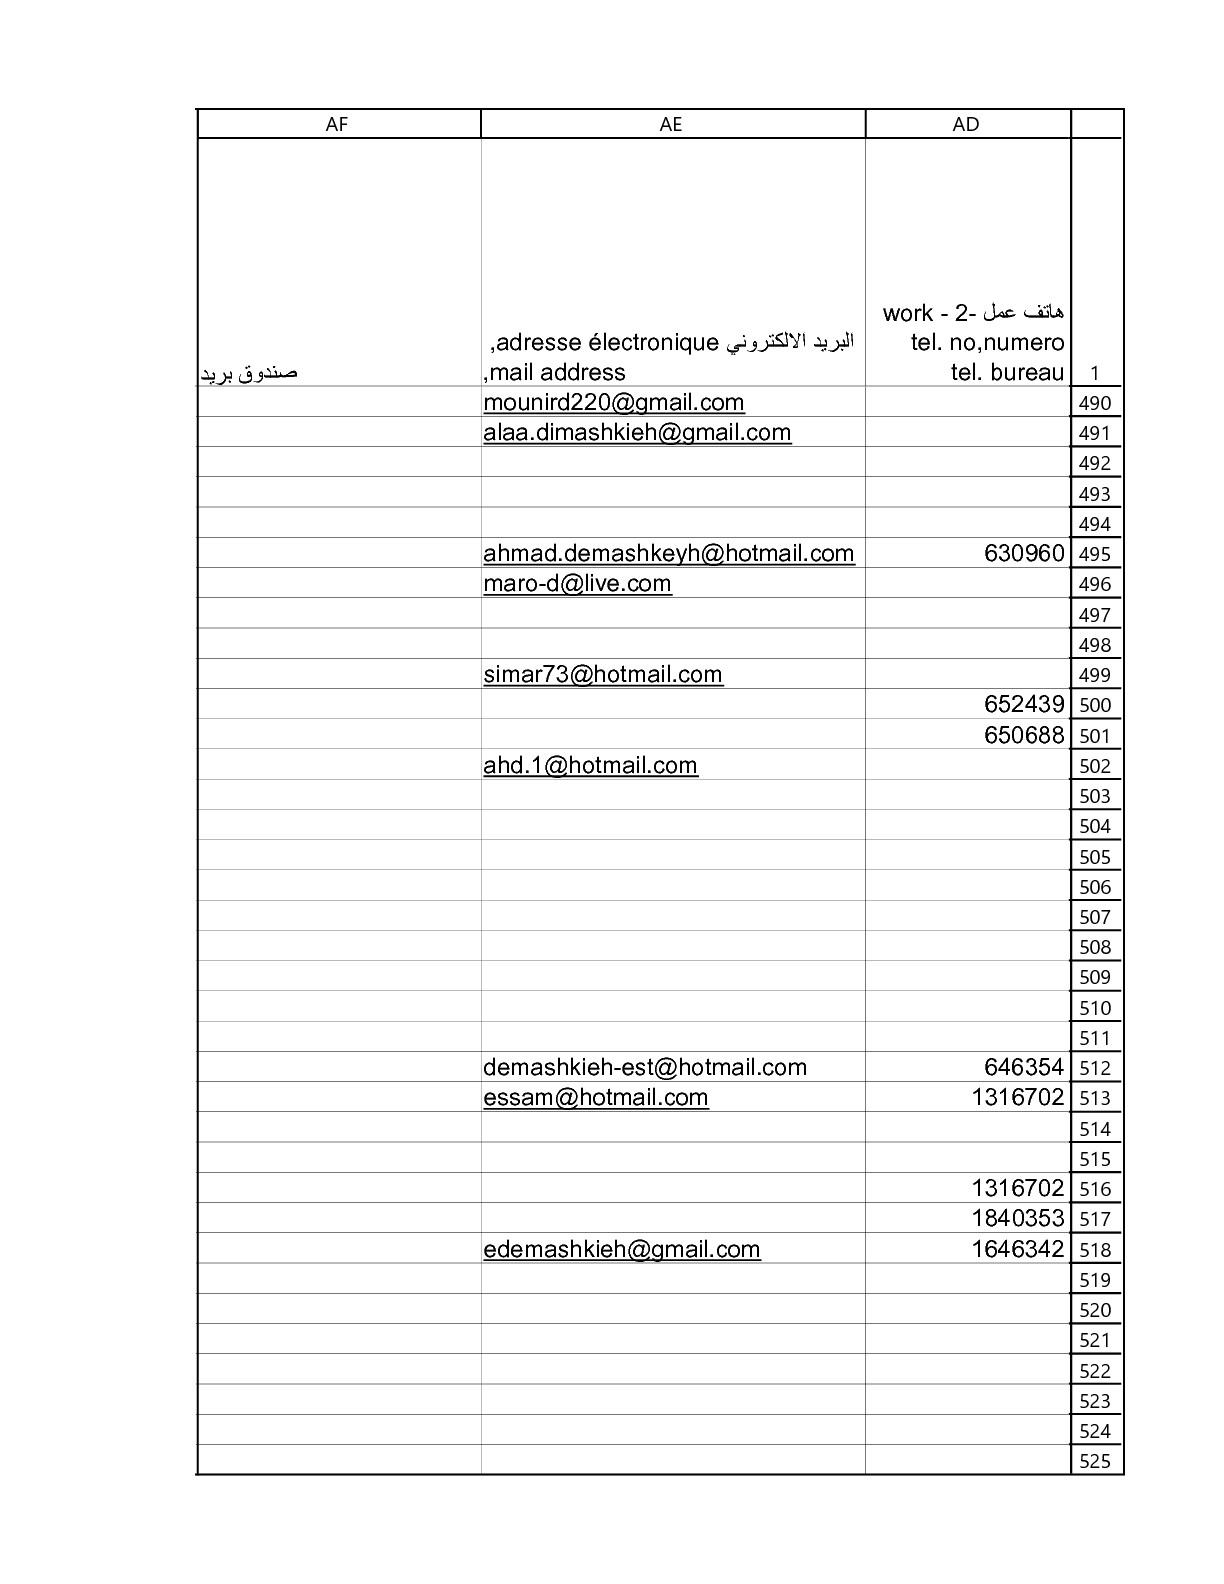 AF AE AD
هاتف عمل -2 - work
tel. no,numero
tel. bureau
البريد الالكتروني adresse électronique,
mail address,
صندوق بريد
1
mounird220@gmail.com 490
alaa.dimashkieh@gmail.com 491
492
493
494
ahmad.demashkeyh@hotmail.com 630960 495
maro-d@live.com 496
497
498
simar73@hotmail.com 499
652439 500
650688 501
ahd.1@hotmail.com 502
503
504
505
506
507
508
509
510
511
demashkieh-est@hotmail.com 646354 512
essam@hotmail.com 1316702 513
514
515
1316702 516
1840353 517
edemashkieh@gmail.com 1646342 518
519
520
521
522
523
524
525